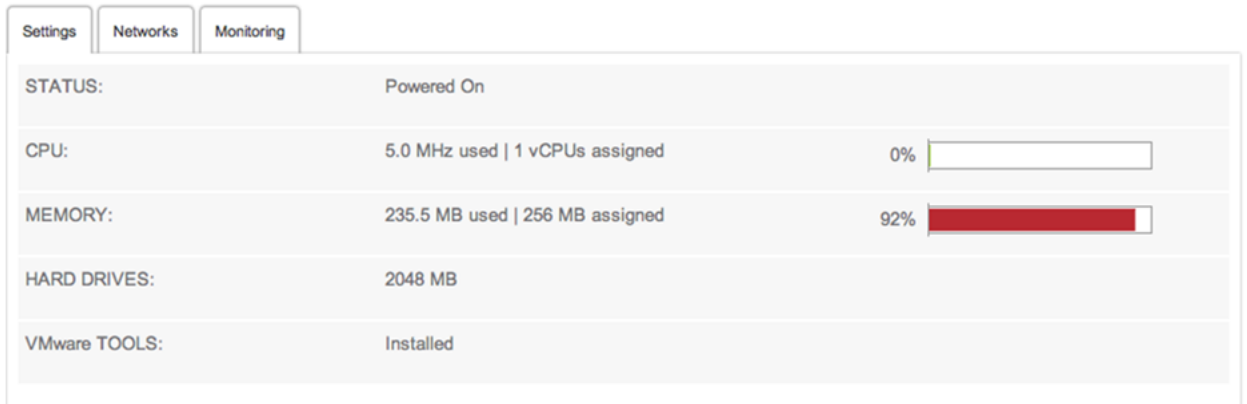 Settings Networks Monitoring
STATUS: Powered On
CPU: 5.0 MHz used | 1 vCPUs assigned 0%
MEMORY: 235.5 MB used | 256 MB assigned 92%
HARD DRIVES: 2048 MB
VMware TOOLS: Installed